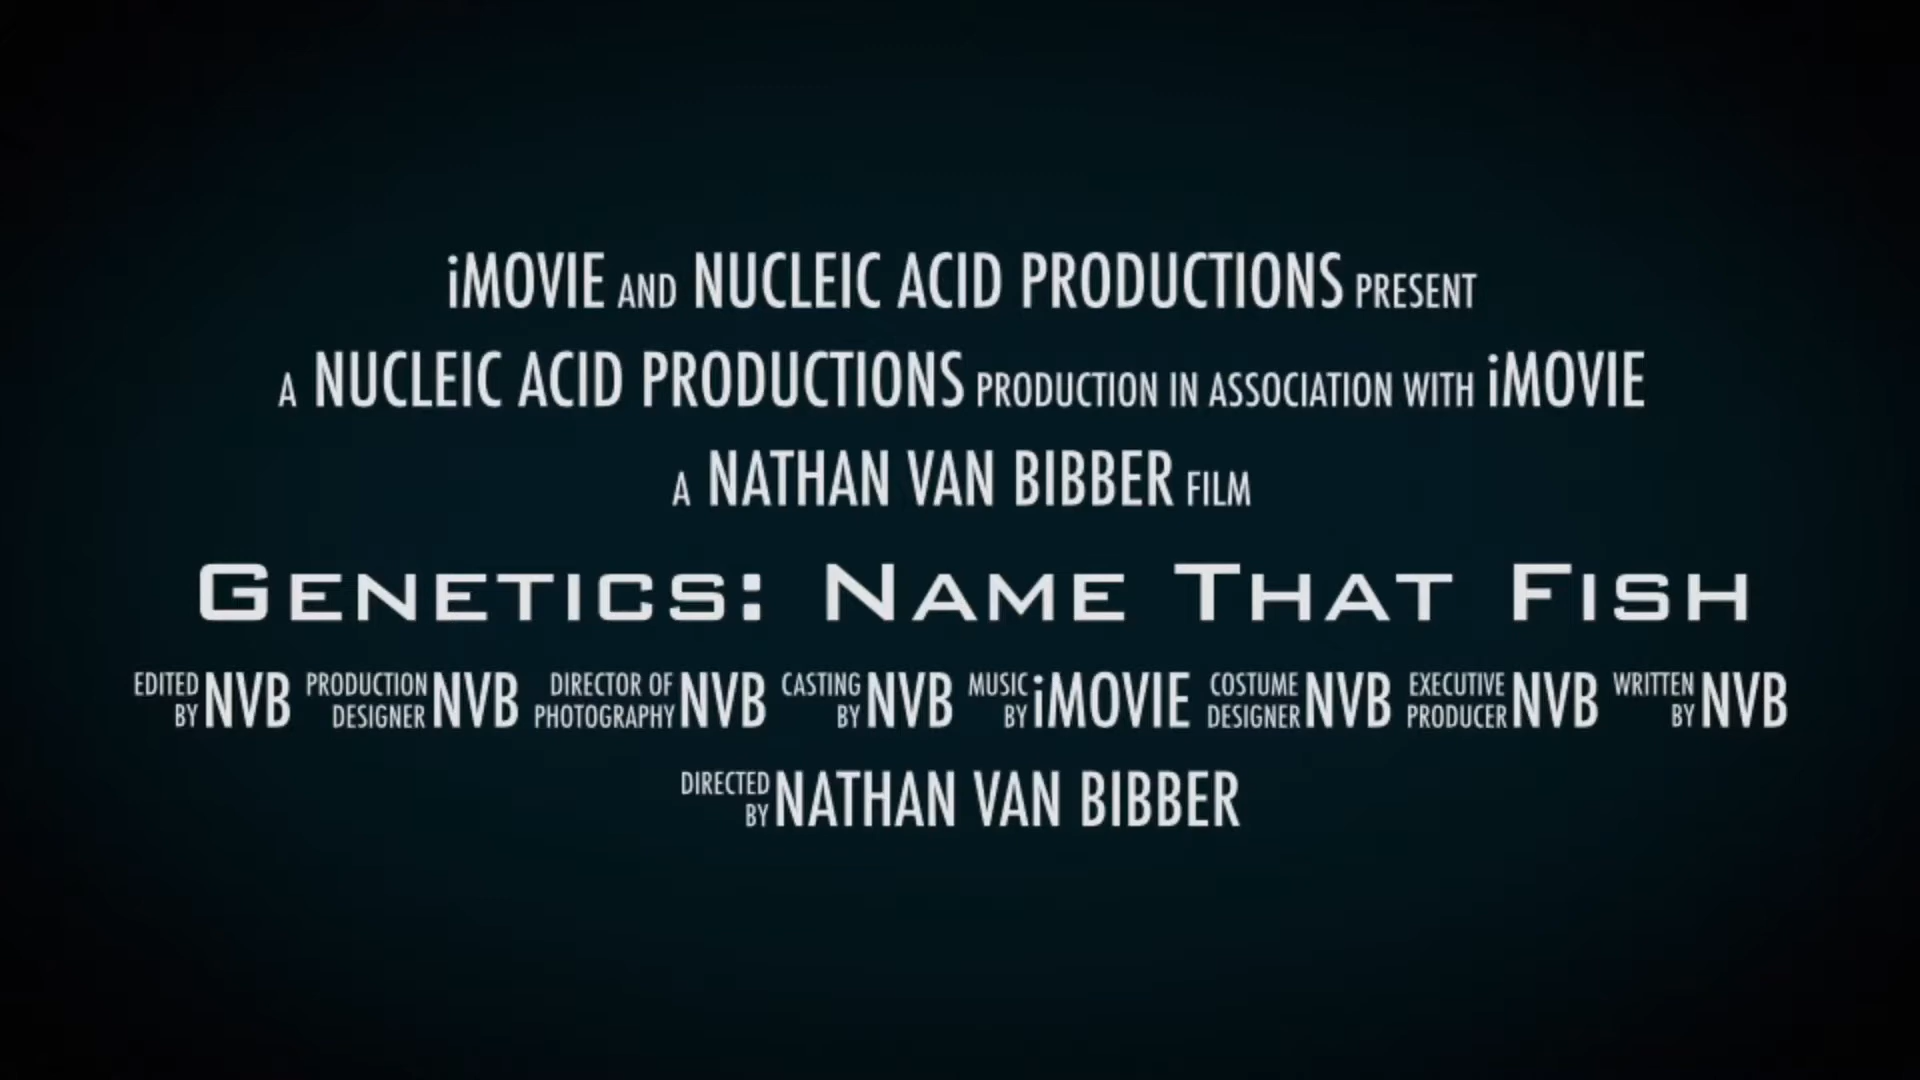 iMOVIE AND NUCLEIC ACID PRODUCTIONS PRESENT
A NUCLEIC ACID PRODUCTIONS PRODUCTION IN ASSOCIATION WITH iMOVIE
A NATHAN VAN BIBBER FILM
GENETICS: NAME THAT FISH
EDITED BY NVB PRODUCTION DESIGNER NVB DIRECTOR OF PHOTOGRAPHY NVB CASTING BY NVB MUSIC BY iMOVIE COSTUME DESIGNER NVB EXECUTIVE PRODUCER NVB WRITTEN BY NVB
DIRECTED BY NATHAN VAN BIBBER